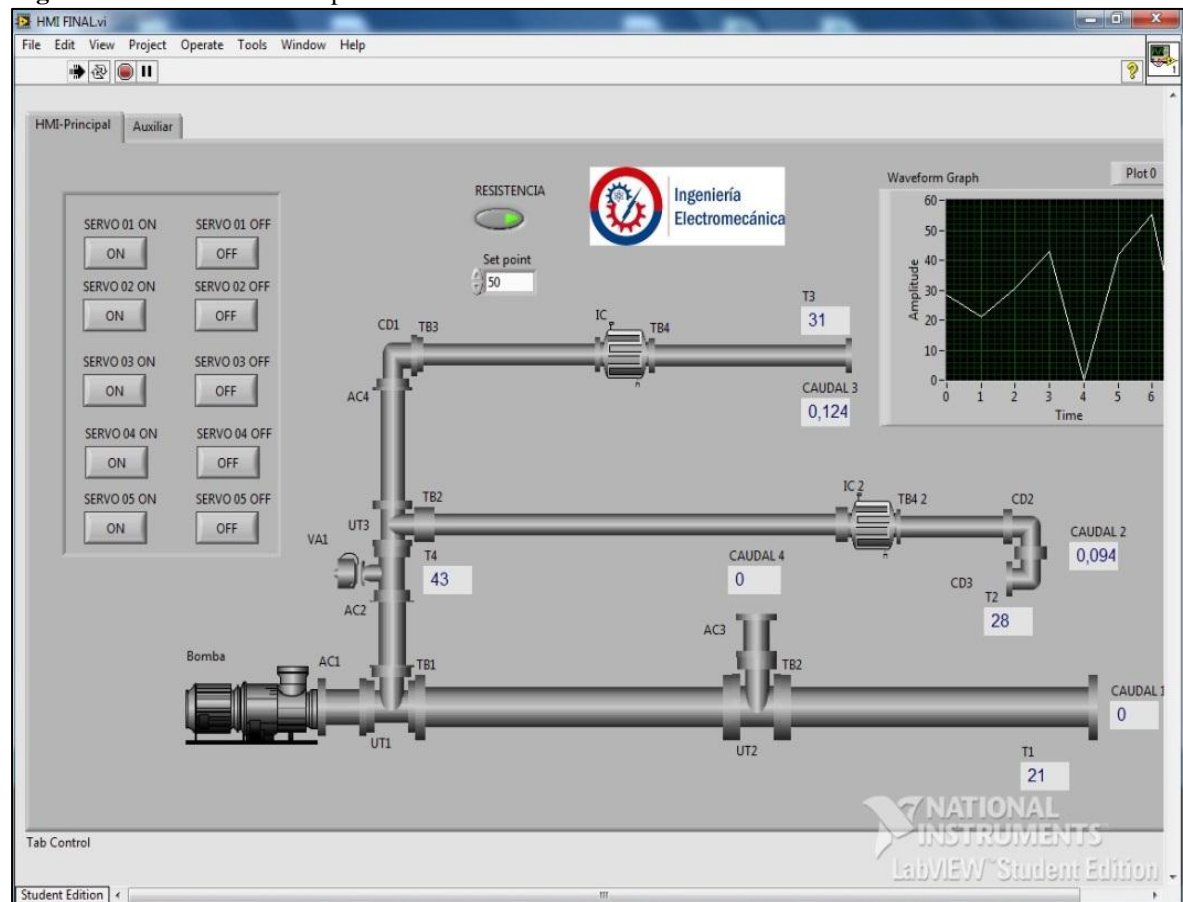 HMI FINAL.vi
File Edit View Project Operate Tools Window Help
HMI-Principal Auxiliar
SERVO 01 ON SERVO 01 OFF
ON OFF
SERVO 02 ON SERVO 02 OFF
ON OFF
SERVO 03 ON SERVO 03 OFF
ON OFF
SERVO 04 ON SERVO 04 OFF
ON OFF
SERVO 05 ON SERVO 05 OFF
ON OFF
RESISTENCIA
Set point
50
Ingeniería
Electromecánica
Waveform Graph
Plot 0
60
50
40
30
20
10
0
Amplitude
0 1 2 3 4 5 6
Time
T3
31
CAUDAL 3
0,124
CD1 TB3
IC TB4
AC4
TB2
UT3
VA1
T4
43
AC2
IC 2 TB4 2 CD2
CAUDAL 2
0,094
CD3
T2
28
CAUDAL 4
0
AC3
TB2
Bomba
AC1
TB1
UT1
UT2
CAUDAL 1
0
T1
21
NATIONAL
INSTRUMENTS
LabVIEW Student Edition
Tab Control
Student Edition